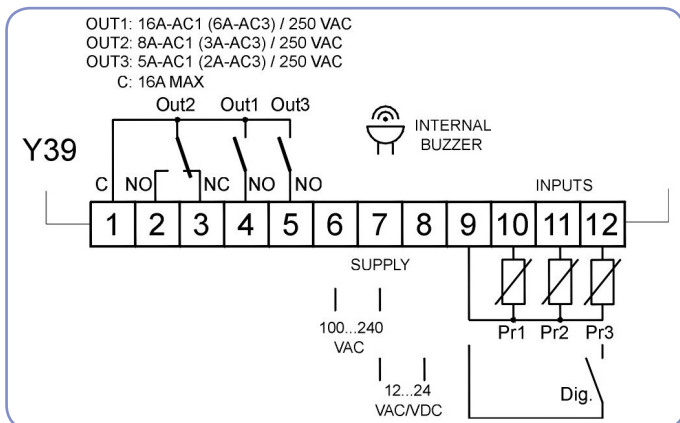 OUT1: 16A-AC1 (6A-AC3) / 250 VAC
OUT2: 8A-AC1 (3A-AC3) / 250 VAC
OUT3: 5A-AC1 (2A-AC3) / 250 VAC
C: 16A MAX
Out2 Out1 Out3
INTERNAL
BUZZER
Y39
C NO NC NO NO INPUTS
1 2 3 4 5 6 7 8 9 10 11 12
SUPPLY
100...240
VAC
Pr1 Pr2 Pr3
12...24
VAC/VDC
Dig.